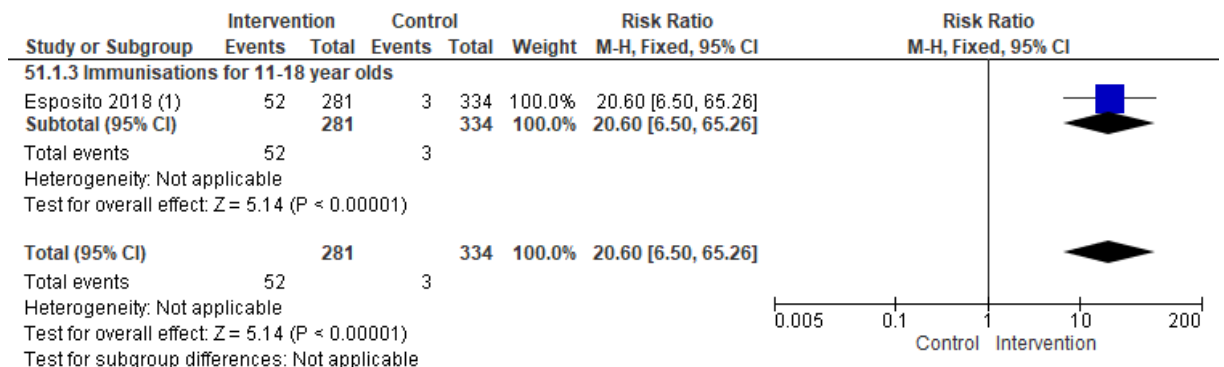 Intervention Control Risk Ratio Risk Ratio
Study or Subgroup Events Total Events Total Weight M-H, Fixed, 95% CI M-H, Fixed, 95% CI
51.1.3 Immunisations for 11-18 year olds
Esposito 2018 (1) 52 281 3 334 100.0% 20.60 [6.50, 65.26]
Subtotal (95% CI) 281 334 100.0% 20.60 [6.50, 65.26]
Total events 52 3
Heterogeneity: Not applicable
Test for overall effect: Z = 5.14 (P < 0.00001)
Total (95% CI) 281 334 100.0% 20.60 [6.50, 65.26]
Total events 52 3
Heterogeneity: Not applicable
Test for overall effect: Z = 5.14 (P < 0.00001)
Test for subgroup differences: Not applicable
0.005 0.1 1 10 200
Control Intervention